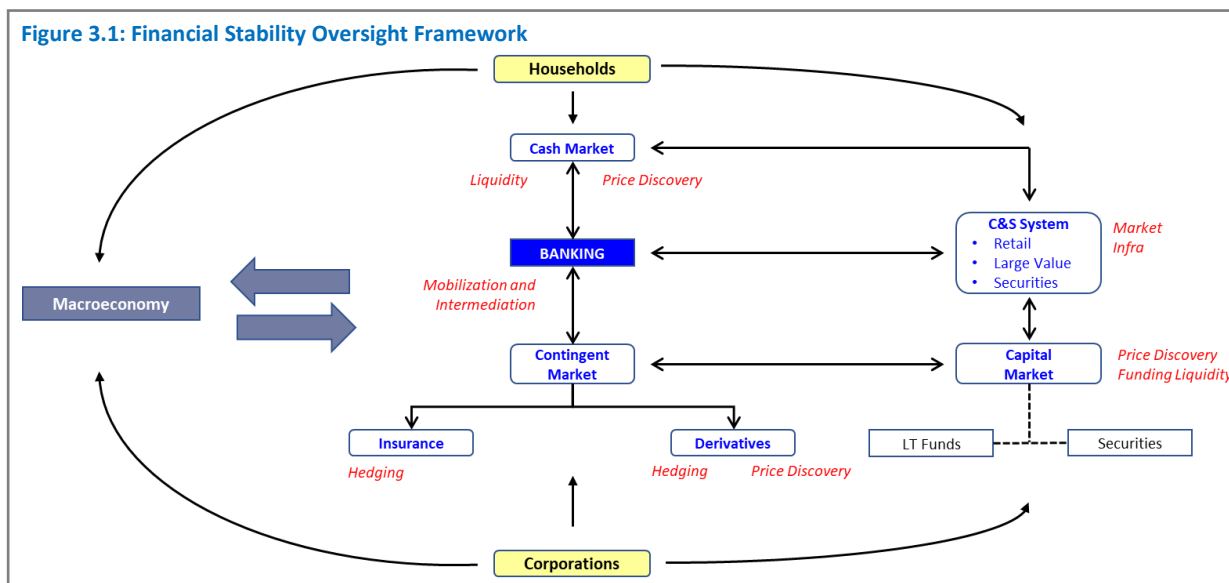 Figure 3.1: Financial Stability Oversight Framework
Households
Cash Market
Liquidity
Price Discovery
C&S System
• Retail
• Large Value
• Securities
Market
Infra
BANKING
Mobilization and
Intermediation
Macroeconomy
Contingent
Market
Capital
Market
Price Discovery
Funding Liquidity
Insurance
Derivatives
LT Funds
Securities
Hedging
Hedging
Price Discovery
Corporations